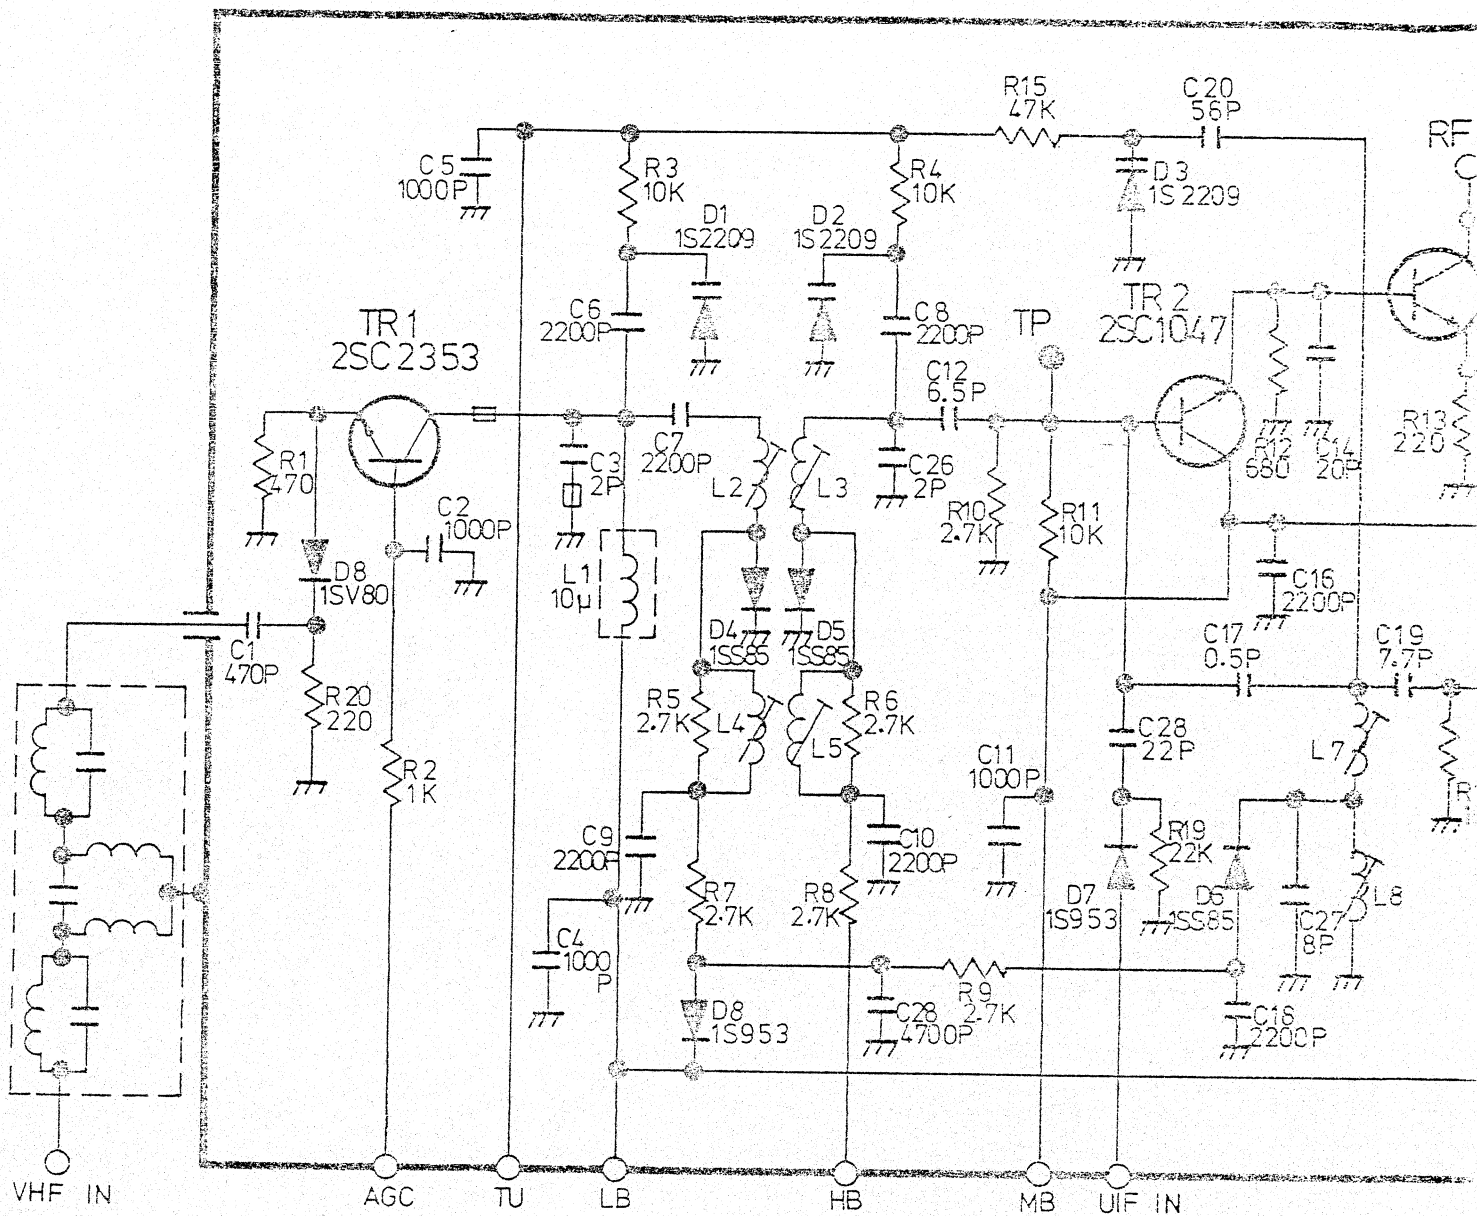 R15
47K
C20
56P
RF
C5
1000P
R3
10K
R4
10K
D3
1S2209
D1
1S2209
D2
1S2209
TR1
2SC2353
C6
2200P
C8
2200P
TP
TR2
2SC1047
C12
6.5P
R1
470
C2
1000P
C3
2P
C7
2200P
L2
L3
C26
2P
R10
2.7K
R11
10K
R12
680
C14
20P
R13
220
D8
1SV80
L1
10μ
C16
2200P
C1
470P
D4
1SS85
D5
1SS85
C17
0.5P
C19
7.7P
R20
220
R5
2.7K
L4
L5
R6
2.7K
C28
22P
L7
R2
1K
C11
1000P
C9
2200P
C10
2200P
R19
22K
R7
2.7K
R8
2.7K
D7
1S953
D6
1SS85
C27
8P
L8
C4
1000
P
D8
1S953
C28
4700P
R9
2.7K
C18
2200P
VHF IN
AGC
TU
LB
HB
MB
UIF IN